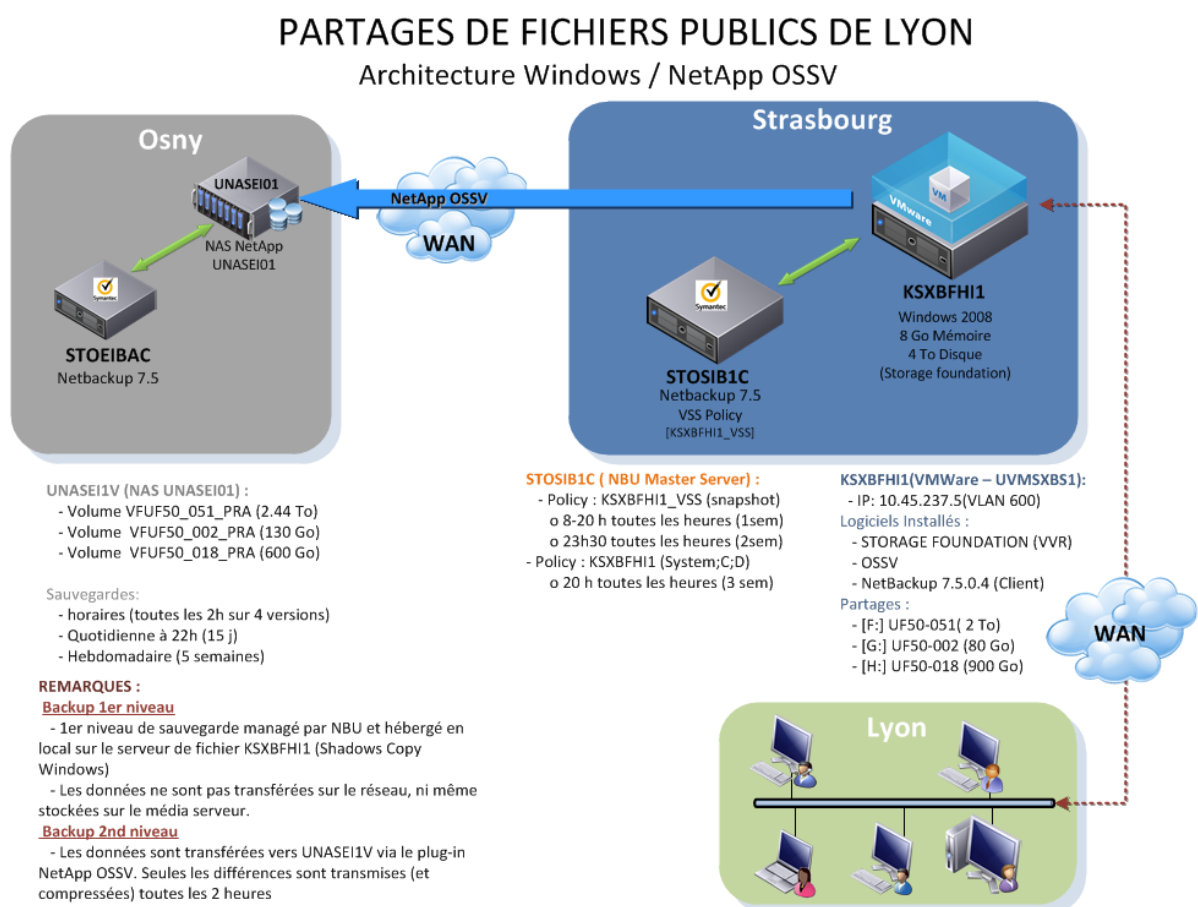 PARTAGES DE FICHIERS PUBLICS DE LYON
Architecture Windows / NetApp OSSV
Osny
UNASEI01
NAS NetApp
UNASEI01
Symantec
STOEIBAC
Netbackup 7.5
NetApp OSSV
WAN
Strasbourg
VM
VMware
KSXBFHI1
Windows 2008
8 Go Mémoire
4 To Disque
(Storage foundation)
Symantec
STOSIB1C
Netbackup 7.5
VSS Policy
[KSXBFHI1_VSS]
UNASEI1V (NAS UNASEI01) :
- Volume VFUF50_051_PRA (2.44 To)
- Volume VFUF50_002_PRA (130 Go)
- Volume VFUF50_018_PRA (600 Go)
Sauvegardes:
- horaires (toutes les 2h sur 4 versions)
- Quotidienne à 22h (15 j)
- Hebdomadaire (5 semaines)
REMARQUES :
Backup 1er niveau
- 1er niveau de sauvegarde managé par NBU et hébergé en
local sur le serveur de fichier KSXBFHI1 (Shadows Copy
Windows)
- Les données ne sont pas transférées sur le réseau, ni même
stockées sur le média serveur.
Backup 2nd niveau
- Les données sont transférées vers UNASEI1V via le plug-in
NetApp OSSV. Seules les différences sont transmises (et
compressées) toutes les 2 heures
STOSIB1C ( NBU Master Server) :
- Policy : KSXBFHI1_VSS (snapshot)
o 8-20 h toutes les heures (1sem)
o 23h30 toutes les heures (2sem)
- Policy : KSXBFHI1 (System;C;D)
o 20 h toutes les heures (3 sem)
KSXBFHI1(VMWare – UVMSXBS1):
- IP: 10.45.237.5(VLAN 600)
Logiciels Installés :
- STORAGE FOUNDATION (VVR)
- OSSV
- NetBackup 7.5.0.4 (Client)
Partages :
- [F:] UF50-051( 2 To)
- [G:] UF50-002 (80 Go)
- [H:] UF50-018 (900 Go)
WAN
Lyon